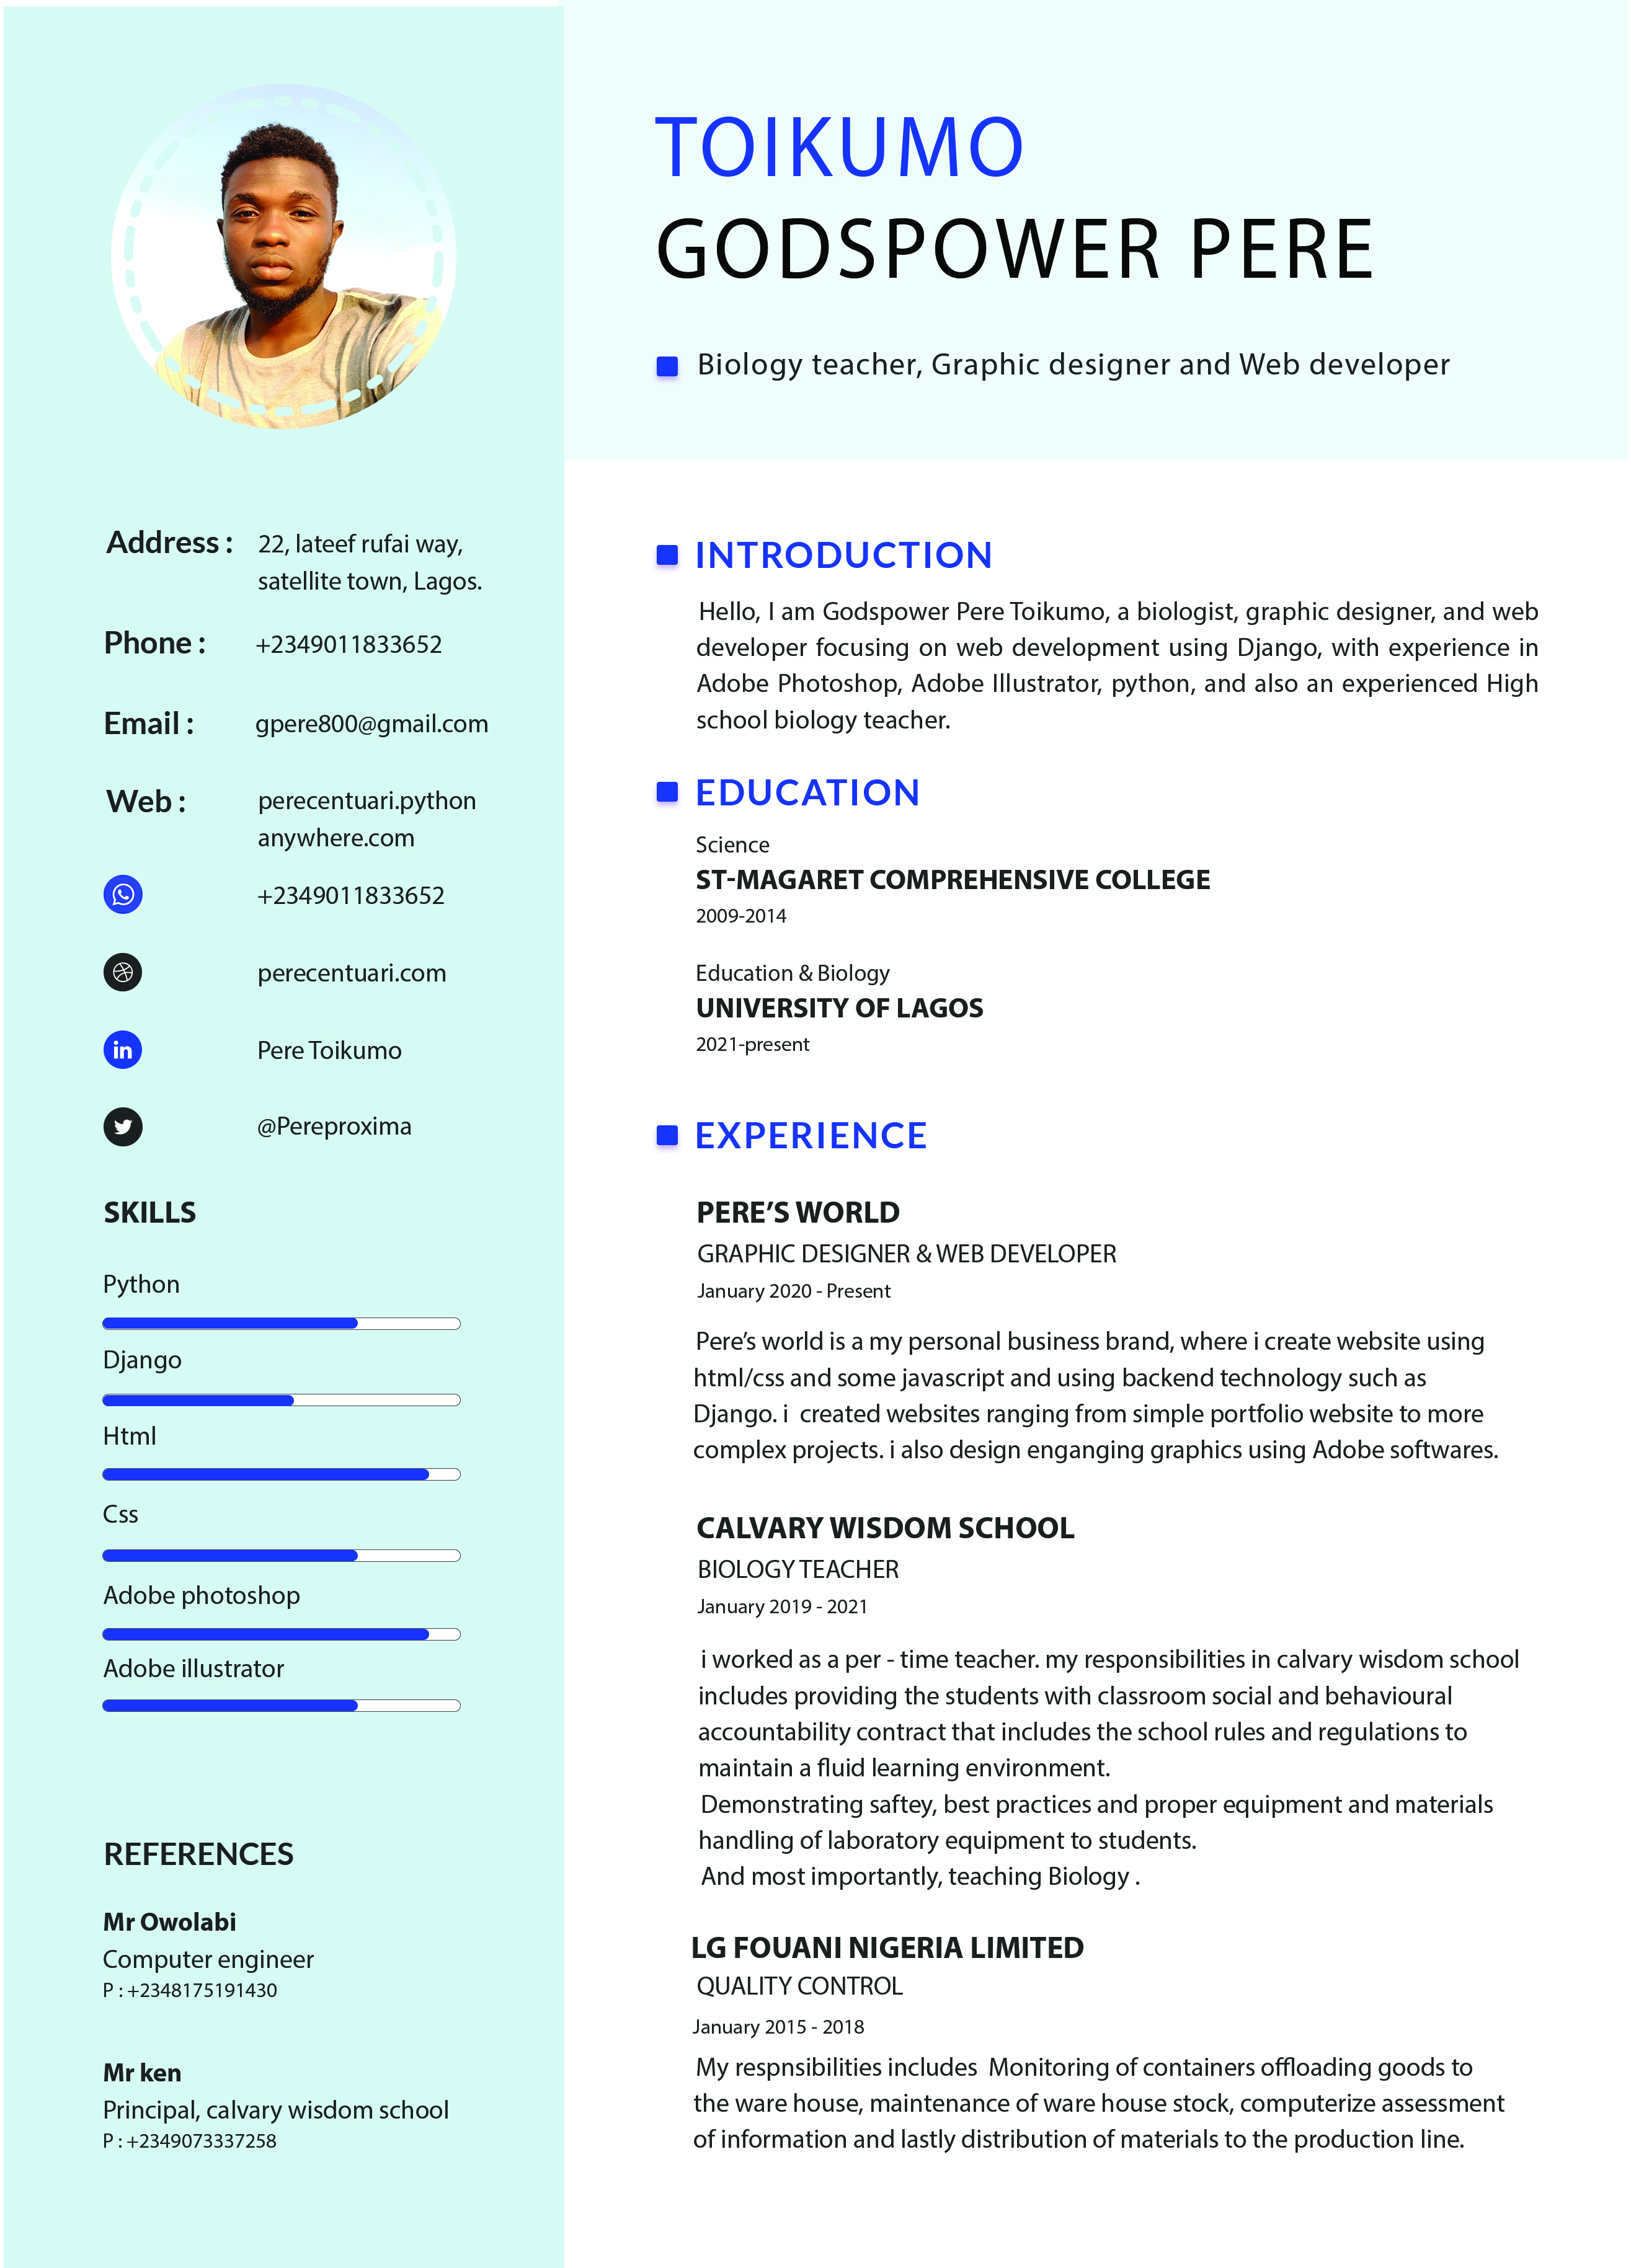 TOIKUMO
GODSPOWER PERE
Biology teacher, Graphic designer and Web developer
Address : 22, lateef rufai way,
satellite town, Lagos.
Phone : +2349011833652
Email : gpere800@gmail.com
Web : perecentuari.python
anywhere.com
+2349011833652
perecentuari.com
in Pere Toikumo
@Pereproxima
SKILLS
Python
Django
Html
Css
Adobe photoshop
Adobe illustrator
REFERENCES
Mr Owolabi
Computer engineer
P : +2348175191430
Mr ken
Principal, calvary wisdom school
P : +2349073337258
INTRODUCTION
Hello, I am Godspower Pere Toikumo, a biologist, graphic designer, and web
developer focusing on web development using Django, with experience in
Adobe Photoshop, Adobe Illustrator, python, and also an experienced High
school biology teacher.
EDUCATION
Science
ST-MAGARET COMPREHENSIVE COLLEGE
2009-2014
Education & Biology
UNIVERSITY OF LAGOS
2021-present
EXPERIENCE
PERE’S WORLD
GRAPHIC DESIGNER & WEB DEVELOPER
January 2020 - Present
Pere’s world is a my personal business brand, where i create website using
html/css and some javascript and using backend technology such as
Django. i created websites ranging from simple portfolio website to more
complex projects. i also design enganging graphics using Adobe softwares.
CALVARY WISDOM SCHOOL
BIOLOGY TEACHER
January 2019 - 2021
i worked as a per - time teacher. my responsibilities in calvary wisdom school
includes providing the students with classroom social and behavioural
accountability contract that includes the school rules and regulations to
maintain a fluid learning environment.
Demonstrating saftey, best practices and proper equipment and materials
handling of laboratory equipment to students.
And most importantly, teaching Biology .
LG FOUANI NIGERIA LIMITED
QUALITY CONTROL
January 2015 - 2018
My respnsibilities includes Monitoring of containers offloading goods to
the ware house, maintenance of ware house stock, computerize assessment
of information and lastly distribution of materials to the production line.